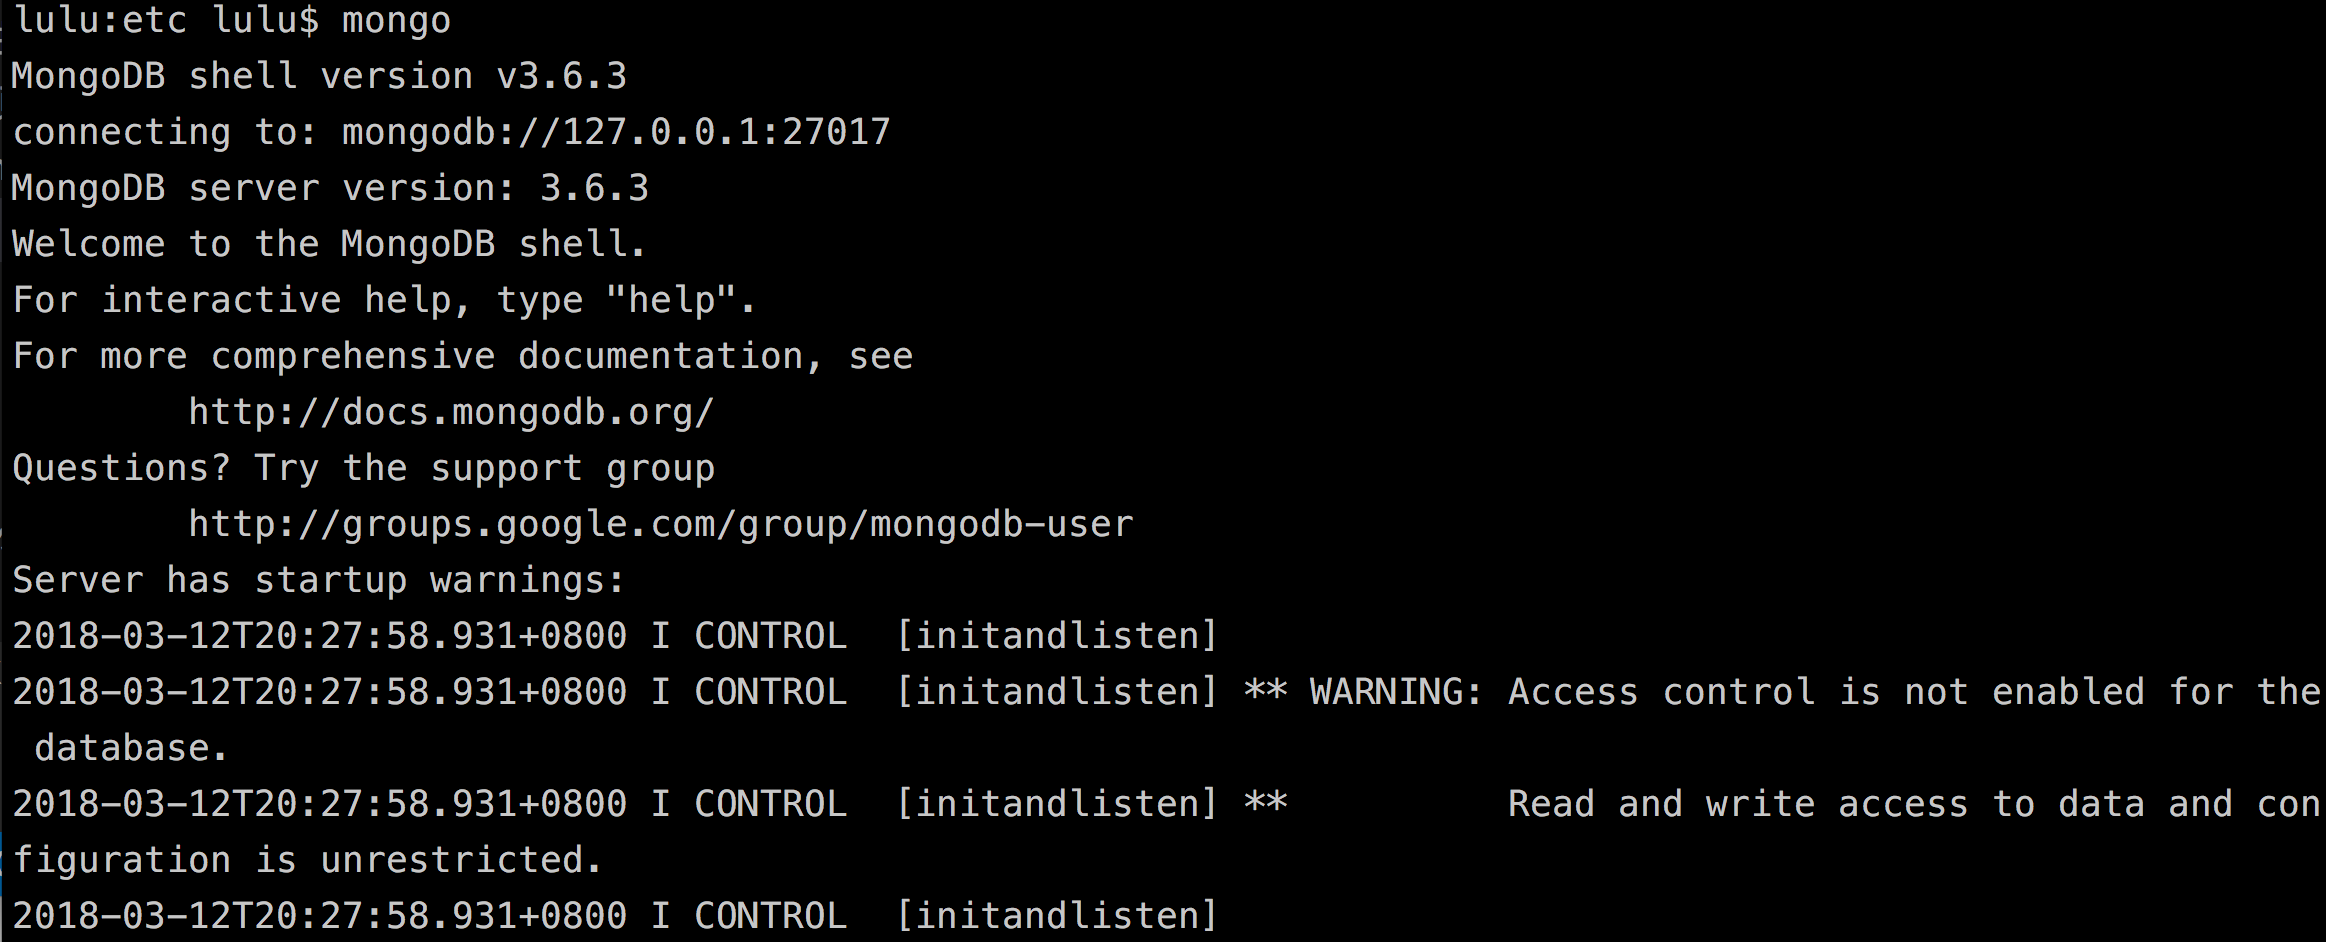 lulu:etc lulu$ mongo
MongoDB shell version v3.6.3
connecting to: mongodb://127.0.0.1:27017
MongoDB server version: 3.6.3
Welcome to the MongoDB shell.
For interactive help, type "help".
For more comprehensive documentation, see
        http://docs.mongodb.org/
Questions? Try the support group
        http://groups.google.com/group/mongodb-user
Server has startup warnings:
2018-03-12T20:27:58.931+0800 I CONTROL  [initandlisten]
2018-03-12T20:27:58.931+0800 I CONTROL  [initandlisten] ** WARNING: Access control is not enabled for the
 database.
2018-03-12T20:27:58.931+0800 I CONTROL  [initandlisten] **          Read and write access to data and con
figuration is unrestricted.
2018-03-12T20:27:58.931+0800 I CONTROL  [initandlisten]